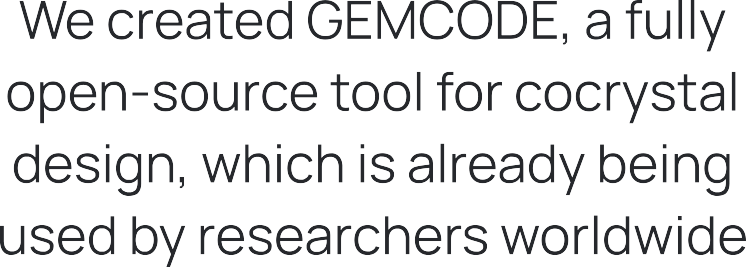 We created GEMCODE, a fully
open-source tool for cocrystal
design, which is already being
used by researchers worldwide